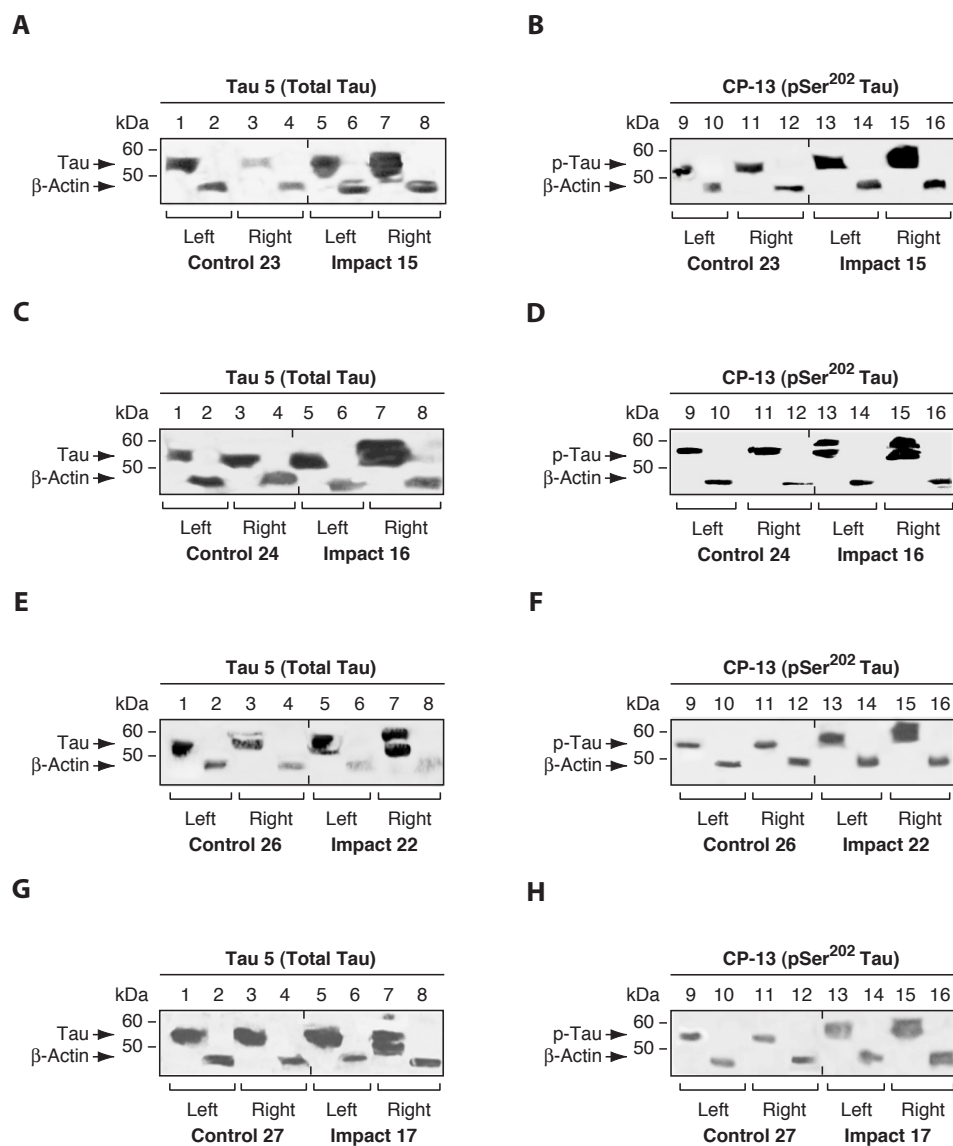 A
Tau 5 (Total Tau)
kDa 1 2 3 4 5 6 7 8
60
Tau
50
β-Actin
Left Right Left Right
Control 23 Impact 15
B
CP-13 (pSer202 Tau)
kDa 9 10 11 12 13 14 15 16
60
p-Tau
50
β-Actin
Left Right Left Right
Control 23 Impact 15
C
Tau 5 (Total Tau)
kDa 1 2 3 4 5 6 7 8
60
Tau
50
β-Actin
Left Right Left Right
Control 24 Impact 16
D
CP-13 (pSer202 Tau)
kDa 9 10 11 12 13 14 15 16
60
p-Tau
50
β-Actin
Left Right Left Right
Control 24 Impact 16
E
Tau 5 (Total Tau)
kDa 1 2 3 4 5 6 7 8
60
Tau
50
β-Actin
Left Right Left Right
Control 26 Impact 22
F
CP-13 (pSer202 Tau)
kDa 9 10 11 12 13 14 15 16
60
p-Tau
50
β-Actin
Left Right Left Right
Control 26 Impact 22
G
Tau 5 (Total Tau)
kDa 1 2 3 4 5 6 7 8
60
Tau
50
β-Actin
Left Right Left Right
Control 27 Impact 17
H
CP-13 (pSer202 Tau)
kDa 9 10 11 12 13 14 15 16
60
p-Tau
50
β-Actin
Left Right Left Right
Control 27 Impact 17